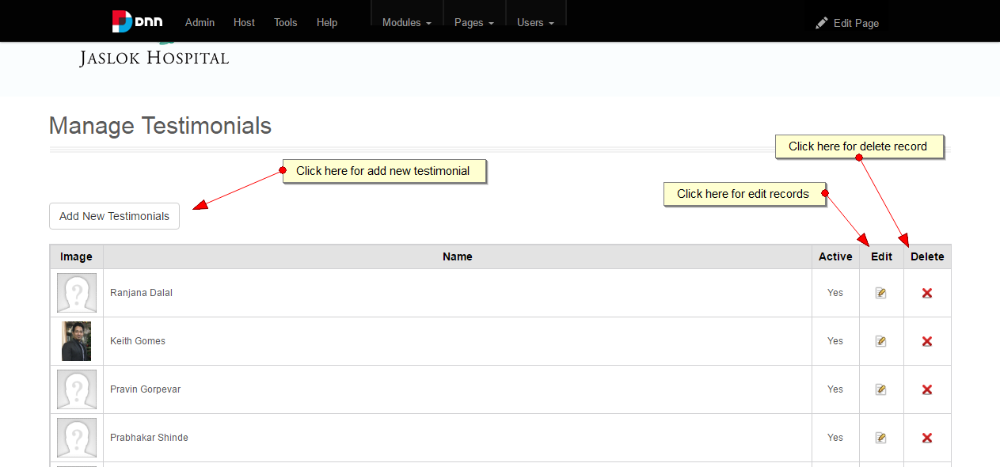 DNN Admin Host Tools Help Modules Pages Users Edit Page
JASLOK HOSPITAL
Manage Testimonials
Click here for delete record
Click here for add new testimonial
Click here for edit records
Add New Testimonials
Image Name Active Edit Delete
Ranjana Dalal Yes
Keith Gomes Yes
Pravin Gorpevar Yes
Prabhakar Shinde Yes